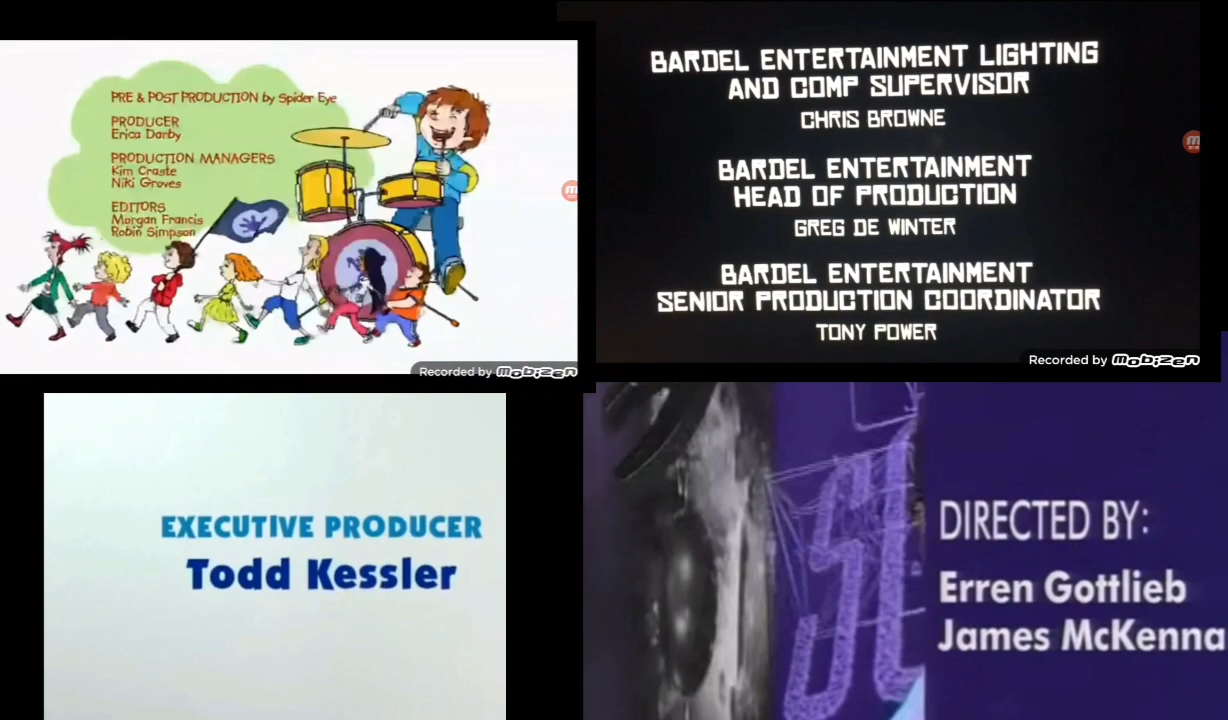 PRE & POST PRODUCTION by Spider Eye
PRODUCER
Erica Darby
PRODUCTION MANAGERS
Kim Craste
Niki Groves
EDITORS
Morgan Francis
Robin Simpson
Recorded by mobizen
BARDEL ENTERTAINMENT LIGHTING
AND COMP SUPERVISOR
CHRIS BROWNE
BARDEL ENTERTAINMENT
HEAD OF PRODUCTION
GREG DE WINTER
BARDEL ENTERTAINMENT
SENIOR PRODUCTION COORDINATOR
TONY POWER
Recorded by mobizen
EXECUTIVE PRODUCER
Todd Kessler
DIRECTED BY:
Erren Gottlieb
James McKenna